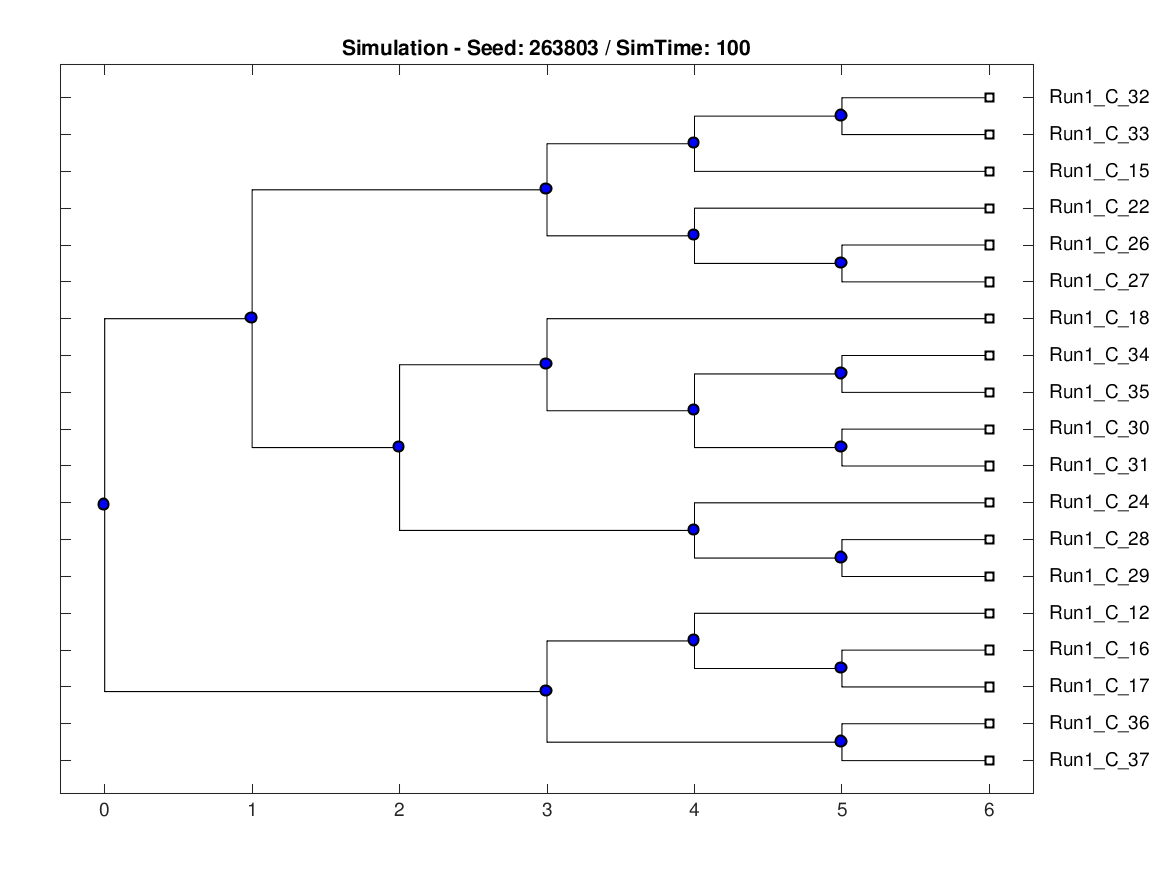 Simulation - Seed: 263803 / SimTime: 100
Run1_C_32
Run1_C_33
Run1_C_15
Run1_C_22
Run1_C_26
Run1_C_27
Run1_C_18
Run1_C_34
Run1_C_35
Run1_C_30
Run1_C_31
Run1_C_24
Run1_C_28
Run1_C_29
Run1_C_12
Run1_C_16
Run1_C_17
Run1_C_36
Run1_C_37
0 1 2 3 4 5 6